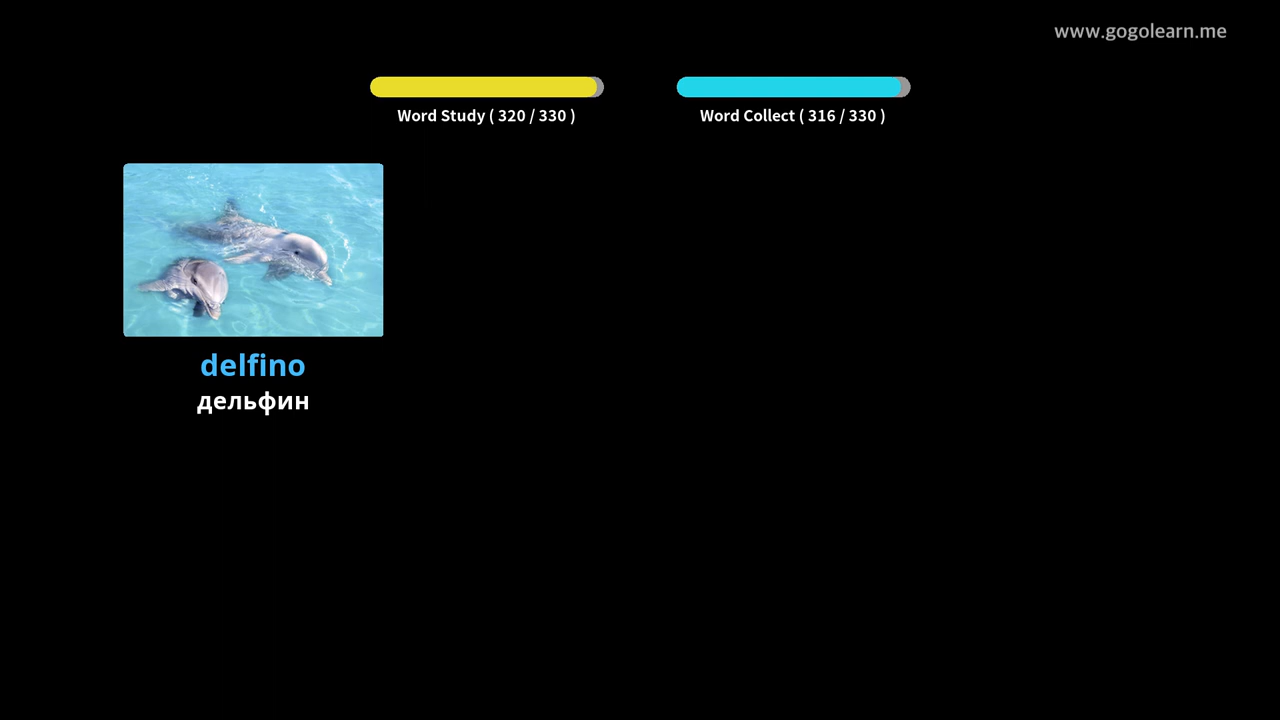 www.gogolearn.me
Word Study ( 320 / 330 )
Word Collect ( 316 / 330 )
delfino
дельфин